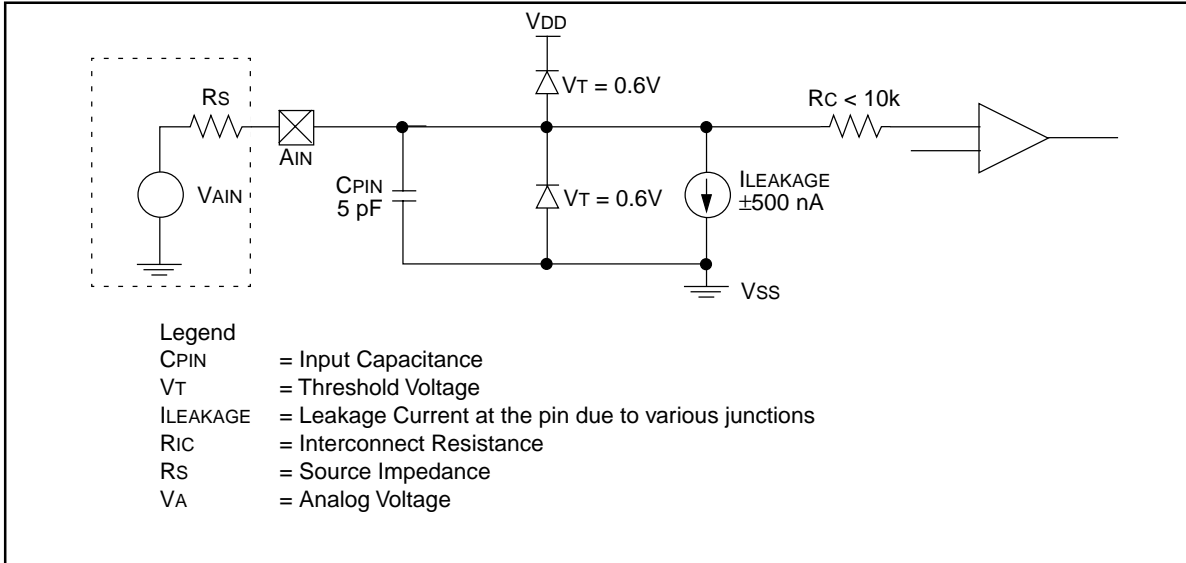 VDD
VT = 0.6V
RS
RC < 10k
AIN
VAIN
CPIN
5 pF
VT = 0.6V
ILEAKAGE
±500 nA
VSS
Legend
CPIN = Input Capacitance
VT = Threshold Voltage
ILEAKAGE = Leakage Current at the pin due to various junctions
RIC = Interconnect Resistance
RS = Source Impedance
VA = Analog Voltage